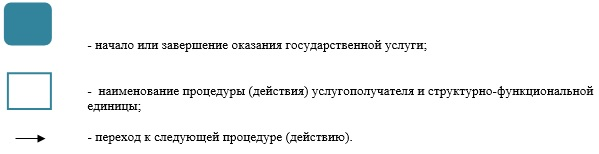 - начало или завершение оказания государственной услуги;
- наименование процедуры (действия) услугополучателя и структурно-функциональной
единицы;
- переход к следующей процедуре (действию).